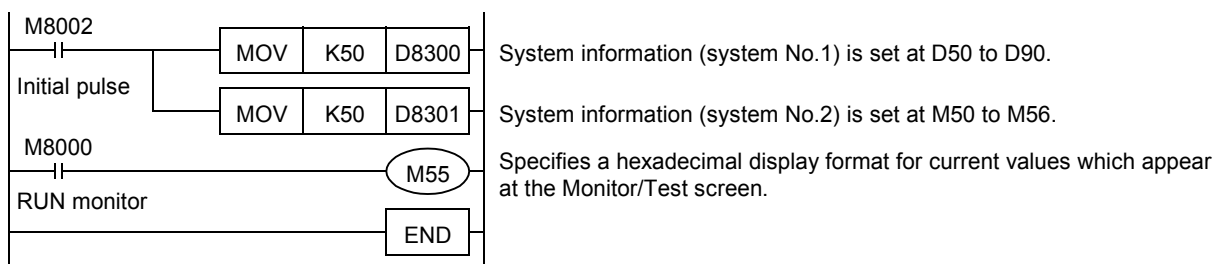 M8002
MOV K50 D8300 System information (system No.1) is set at D50 to D90.
Initial pulse
MOV K50 D8301 System information (system No.2) is set at M50 to M56.
M8000
M55 Specifies a hexadecimal display format for current values which appear
at the Monitor/Test screen.
RUN monitor
END